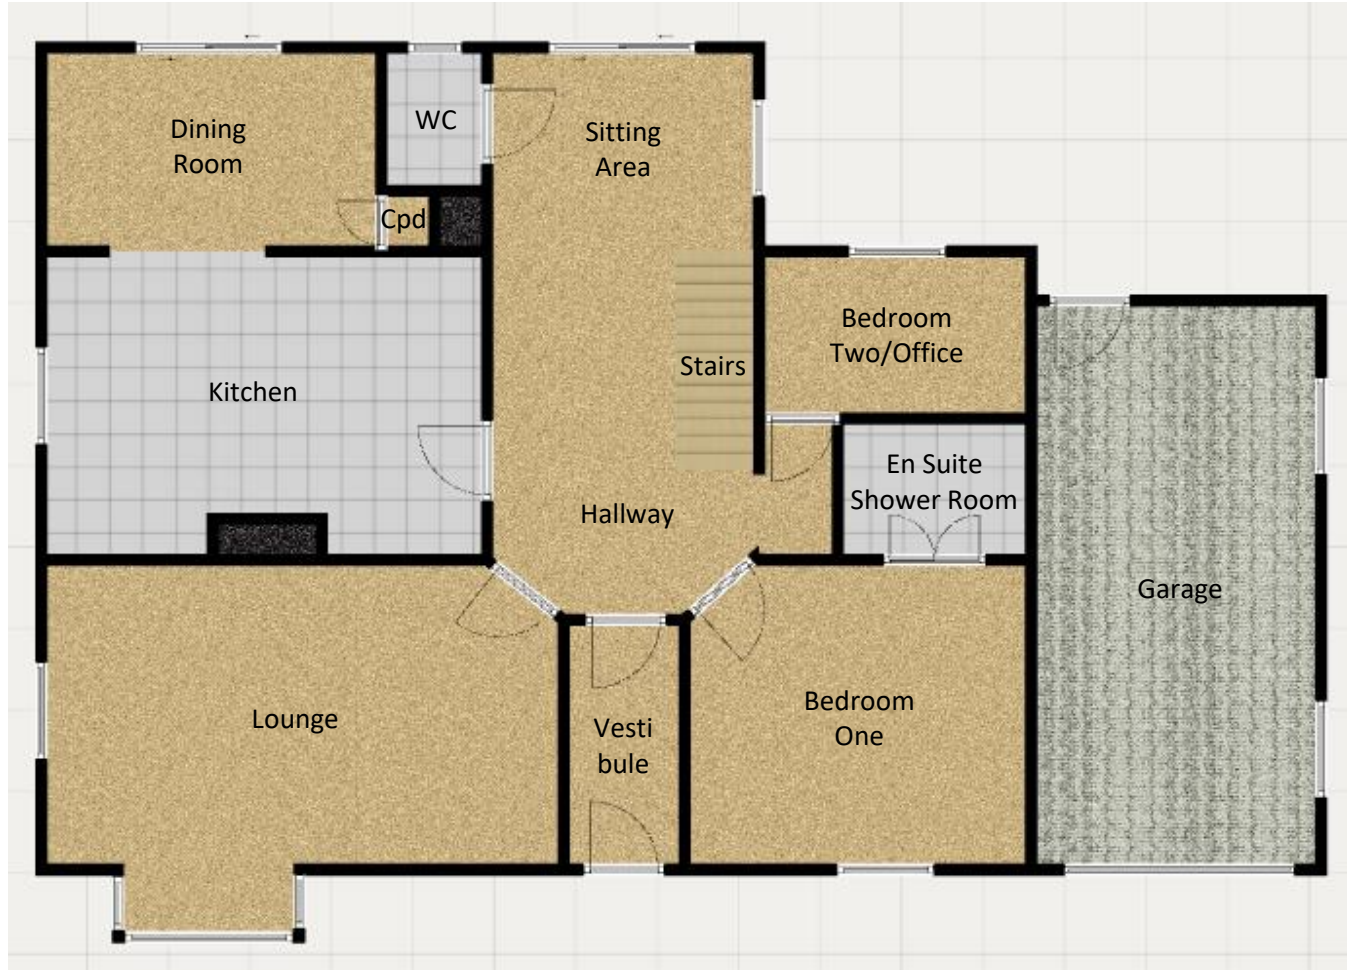 Dining
Room
WC
Sitting
Area
Cpd
Bedroom
Two/Office
Stairs
Kitchen
En Suite
Shower Room
Hallway
Garage
Lounge
Vesti
bule
Bedroom
One